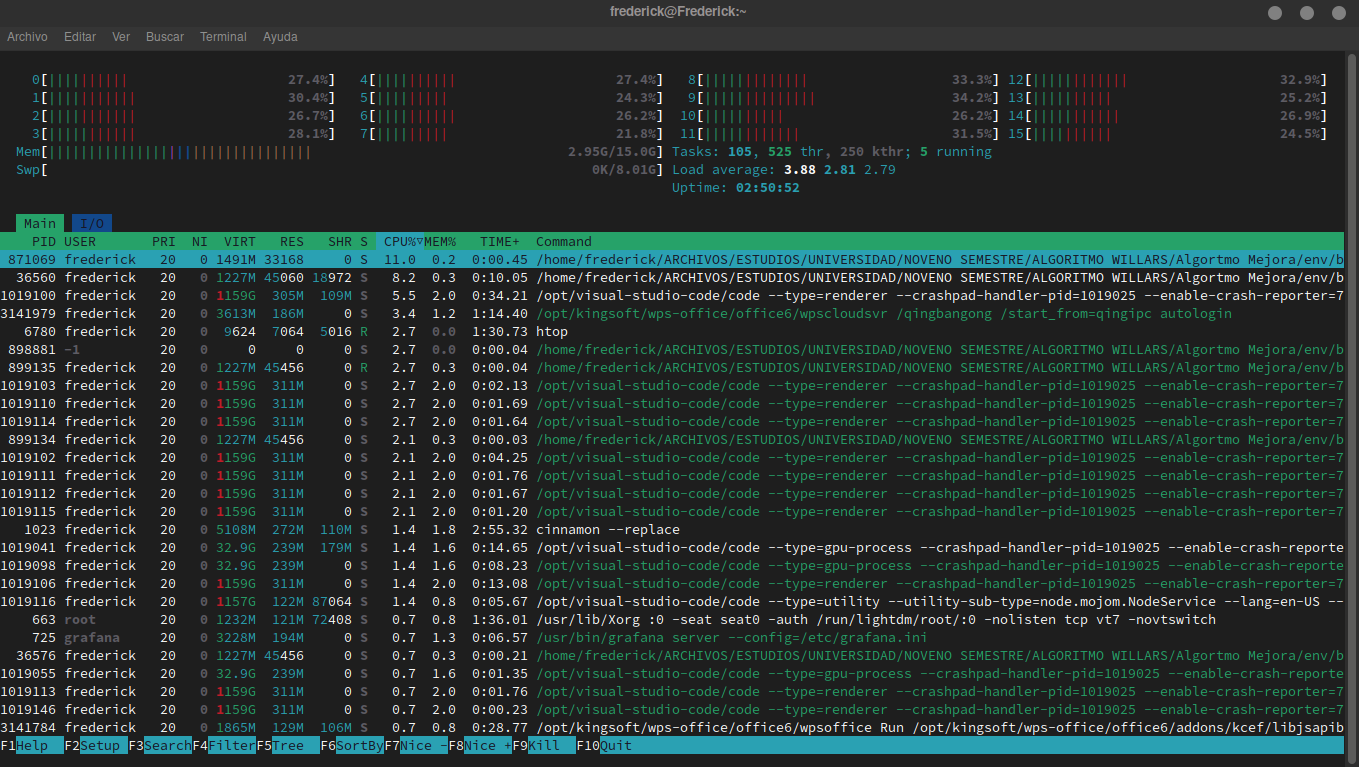 frederick@Frederick:~
Archivo Editar Ver Buscar Terminal Ayuda
0[||||||||||| 27.4%] 4[||||||||||| 27.4%] 8[|||||||||||||| 33.3%] 12[||||||||||||| 32.9%]
1[|||||||||||| 30.4%] 5[|||||||||| 24.3%] 9[||||||||||||||| 34.2%] 13[||||||||||| 25.2%]
2[|||||||||||| 26.7%] 6[||||||||||| 26.2%] 10[||||||||||| 26.2%] 14[|||||||||||| 26.9%]
3[|||||||||||| 28.1%] 7[|||||||||| 21.8%] 11[||||||||||||| 31.5%] 15[||||||||||| 24.5%]
Mem[|||||||||||||||||||||||||||||||||| 2.95G/15.0G] Tasks: 105, 525 thr, 250 kthr; 5 running
Swp[ 0K/8.01G] Load average: 3.88 2.81 2.79
Uptime: 02:50:52
Main I/O
PID USER PRI NI VIRT RES SHR S CPU%▽MEM% TIME+ Command
871069 frederick 20 0 1491M 33168 0 S 11.0 0.2 0:00.45 /home/frederick/ARCHIVOS/ESTUDIOS/UNIVERSIDAD/NOVENO SEMESTRE/ALGORITMO WILLARS/Algortmo Mejora/env/b
36560 frederick 20 0 1227M 45060 18972 S 8.2 0.3 0:10.05 /home/frederick/ARCHIVOS/ESTUDIOS/UNIVERSIDAD/NOVENO SEMESTRE/ALGORITMO WILLARS/Algortmo Mejora/env/b
1019100 frederick 20 0 1159G 305M 109M S 5.5 2.0 0:34.21 /opt/visual-studio-code/code --type=renderer --crashpad-handler-pid=1019025 --enable-crash-reporter=7
3141979 frederick 20 0 3613M 186M 0 S 3.4 1.2 1:14.40 /opt/kingsoft/wps-office/office6/wpscloudsvr /qingbangong /start_from=qingipc autologin
6780 frederick 20 0 9624 7064 5016 R 2.7 0.0 1:30.73 htop
898881 -1 20 0 0 0 0 S 2.7 0.0 0:00.04 /home/frederick/ARCHIVOS/ESTUDIOS/UNIVERSIDAD/NOVENO SEMESTRE/ALGORITMO WILLARS/Algortmo Mejora/env/b
899135 frederick 20 0 1227M 45456 0 R 2.7 0.3 0:00.04 /home/frederick/ARCHIVOS/ESTUDIOS/UNIVERSIDAD/NOVENO SEMESTRE/ALGORITMO WILLARS/Algortmo Mejora/env/b
1019103 frederick 20 0 1159G 311M 0 S 2.7 2.0 0:02.13 /opt/visual-studio-code/code --type=renderer --crashpad-handler-pid=1019025 --enable-crash-reporter=7
1019110 frederick 20 0 1159G 311M 0 S 2.7 2.0 0:01.69 /opt/visual-studio-code/code --type=renderer --crashpad-handler-pid=1019025 --enable-crash-reporter=7
1019114 frederick 20 0 1159G 311M 0 S 2.7 2.0 0:01.64 /opt/visual-studio-code/code --type=renderer --crashpad-handler-pid=1019025 --enable-crash-reporter=7
899134 frederick 20 0 1227M 45456 0 S 2.1 0.3 0:00.03 /home/frederick/ARCHIVOS/ESTUDIOS/UNIVERSIDAD/NOVENO SEMESTRE/ALGORITMO WILLARS/Algortmo Mejora/env/b
1019102 frederick 20 0 1159G 311M 0 S 2.1 2.0 0:04.25 /opt/visual-studio-code/code --type=renderer --crashpad-handler-pid=1019025 --enable-crash-reporter=7
1019111 frederick 20 0 1159G 311M 0 S 2.1 2.0 0:01.76 /opt/visual-studio-code/code --type=renderer --crashpad-handler-pid=1019025 --enable-crash-reporter=7
1019112 frederick 20 0 1159G 311M 0 S 2.1 2.0 0:01.67 /opt/visual-studio-code/code --type=renderer --crashpad-handler-pid=1019025 --enable-crash-reporter=7
1019115 frederick 20 0 1159G 311M 0 S 2.1 2.0 0:01.20 /opt/visual-studio-code/code --type=renderer --crashpad-handler-pid=1019025 --enable-crash-reporter=7
1023 frederick 20 0 5108M 272M 110M S 1.4 1.8 2:55.32 cinnamon --replace
1019041 frederick 20 0 32.9G 239M 179M S 1.4 1.6 0:14.65 /opt/visual-studio-code/code --type=gpu-process --crashpad-handler-pid=1019025 --enable-crash-reporte
1019098 frederick 20 0 32.9G 239M 0 S 1.4 1.6 0:08.23 /opt/visual-studio-code/code --type=gpu-process --crashpad-handler-pid=1019025 --enable-crash-reporte
1019106 frederick 20 0 1159G 311M 0 S 1.4 2.0 0:13.08 /opt/visual-studio-code/code --type=renderer --crashpad-handler-pid=1019025 --enable-crash-reporter=7
1019116 frederick 20 0 1157G 122M 87064 S 1.4 0.8 0:05.67 /opt/visual-studio-code/code --type=utility --utility-sub-type=node.mojom.NodeService --lang=en-US --
663 root 20 0 1232M 121M 72408 S 0.7 0.8 1:36.01 /usr/lib/Xorg :0 -seat seat0 -auth /run/lightdm/root/:0 -nolisten tcp vt7 -novtswitch
725 grafana 20 0 3228M 194M 0 S 0.7 1.3 0:06.57 /usr/bin/grafana server --config=/etc/grafana.ini
36576 frederick 20 0 1227M 45456 0 S 0.7 0.3 0:00.21 /home/frederick/ARCHIVOS/ESTUDIOS/UNIVERSIDAD/NOVENO SEMESTRE/ALGORITMO WILLARS/Algortmo Mejora/env/b
1019055 frederick 20 0 32.9G 239M 0 S 0.7 1.6 0:01.35 /opt/visual-studio-code/code --type=gpu-process --crashpad-handler-pid=1019025 --enable-crash-reporte
1019113 frederick 20 0 1159G 311M 0 S 0.7 2.0 0:01.76 /opt/visual-studio-code/code --type=renderer --crashpad-handler-pid=1019025 --enable-crash-reporter=7
1019146 frederick 20 0 1159G 311M 0 S 0.7 2.0 0:00.23 /opt/visual-studio-code/code --type=renderer --crashpad-handler-pid=1019025 --enable-crash-reporter=7
3141784 frederick 20 0 1865M 129M 106M S 0.7 0.8 0:28.77 /opt/kingsoft/wps-office/office6/wpsoffice Run /opt/kingsoft/wps-office/office6/addons/kcef/libjsapib
F1Help F2Setup F3SearchF4FilterF5Tree F6SortByF7Nice -F8Nice +F9Kill F10Quit